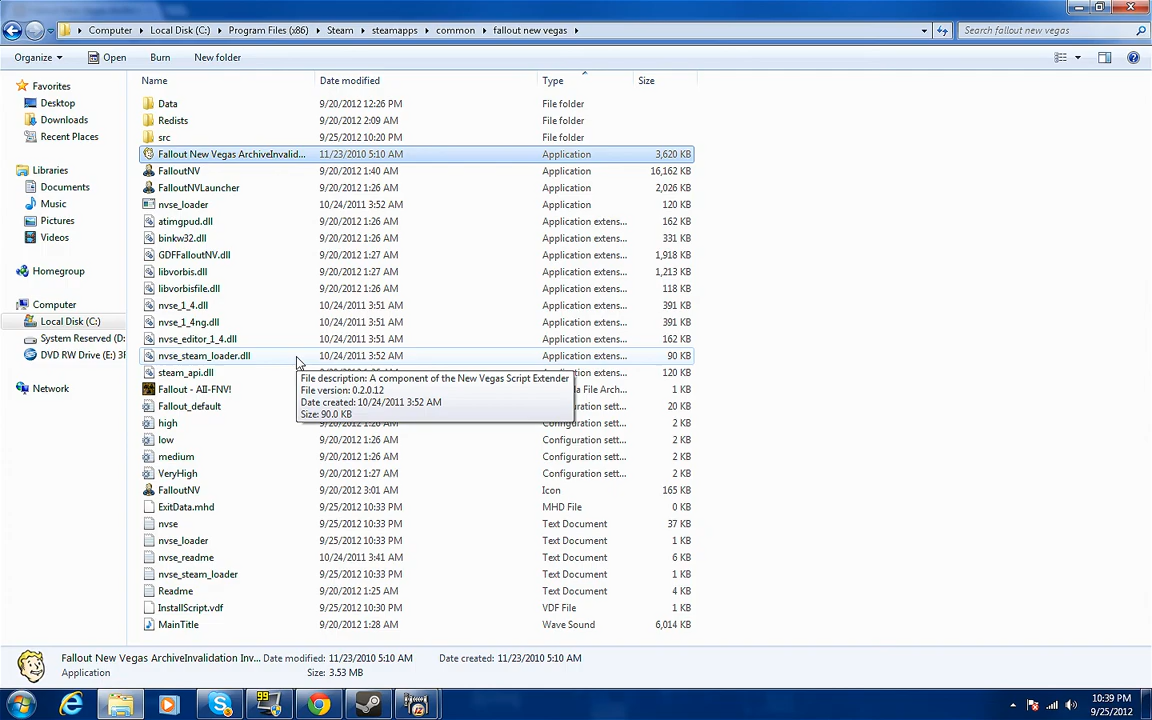 Computer ▸ Local Disk (C:) ▸ Program Files (x86) ▸ Steam ▸ steamapps ▸ common ▸ fallout new vegas ▸
Search fallout new vegas
Organize ▾ Open Burn New folder
Name Date modified Type Size
Favorites
Desktop
Downloads
Recent Places
Libraries
Documents
Music
Pictures
Videos
Homegroup
Computer
Local Disk (C:)
System Reserved (D:
DVD RW Drive (E:) 3F
Network
Data 9/20/2012 12:26 PM File folder
Redists 9/20/2012 2:09 AM File folder
src 9/25/2012 10:20 PM File folder
Fallout New Vegas ArchiveInvalid... 11/23/2010 5:10 AM Application 3,620 KB
FalloutNV 9/20/2012 1:40 AM Application 16,162 KB
FalloutNVLauncher 9/20/2012 1:26 AM Application 2,026 KB
nvse_loader 10/24/2011 3:52 AM Application 120 KB
atimgpud.dll 9/20/2012 1:26 AM Application extens... 162 KB
binkw32.dll 9/20/2012 1:26 AM Application extens... 331 KB
GDFFalloutNV.dll 9/20/2012 1:27 AM Application extens... 1,918 KB
libvorbis.dll 9/20/2012 1:27 AM Application extens... 1,213 KB
libvorbisfile.dll 9/20/2012 1:26 AM Application extens... 118 KB
nvse_1_4.dll 10/24/2011 3:51 AM Application extens... 391 KB
nvse_1_4ng.dll 10/24/2011 3:51 AM Application extens... 391 KB
nvse_editor_1_4.dll 10/24/2011 3:51 AM Application extens... 162 KB
nvse_steam_loader.dll 10/24/2011 3:52 AM Application extens... 90 KB
steam_api.dll Application extens... 120 KB
File description: A component of the New Vegas Script Extender
File version: 0.2.0.12
Date created: 10/24/2011 3:52 AM
Size: 90.0 KB
Fallout - AII-FNV! a File Arch... 1 KB
Fallout_default Configuration sett... 20 KB
high Configuration sett... 2 KB
low 9/20/2012 1:26 AM Configuration sett... 2 KB
medium 9/20/2012 1:26 AM Configuration sett... 2 KB
VeryHigh 9/20/2012 1:27 AM Configuration sett... 2 KB
FalloutNV 9/20/2012 3:01 AM Icon 165 KB
ExitData.mhd 9/25/2012 10:33 PM MHD File 0 KB
nvse 9/25/2012 10:33 PM Text Document 37 KB
nvse_loader 9/25/2012 10:33 PM Text Document 1 KB
nvse_readme 10/24/2011 3:41 AM Text Document 6 KB
nvse_steam_loader 9/25/2012 10:33 PM Text Document 1 KB
Readme 9/20/2012 1:25 AM Text Document 4 KB
InstallScript.vdf 9/25/2012 10:30 PM VDF File 1 KB
MainTitle 9/20/2012 1:28 AM Wave Sound 6,014 KB
Fallout New Vegas ArchiveInvalidation Inv... Date modified: 11/23/2010 5:10 AM Date created: 11/23/2010 5:10 AM
Application Size: 3.53 MB
99
10:39 PM
9/25/2012